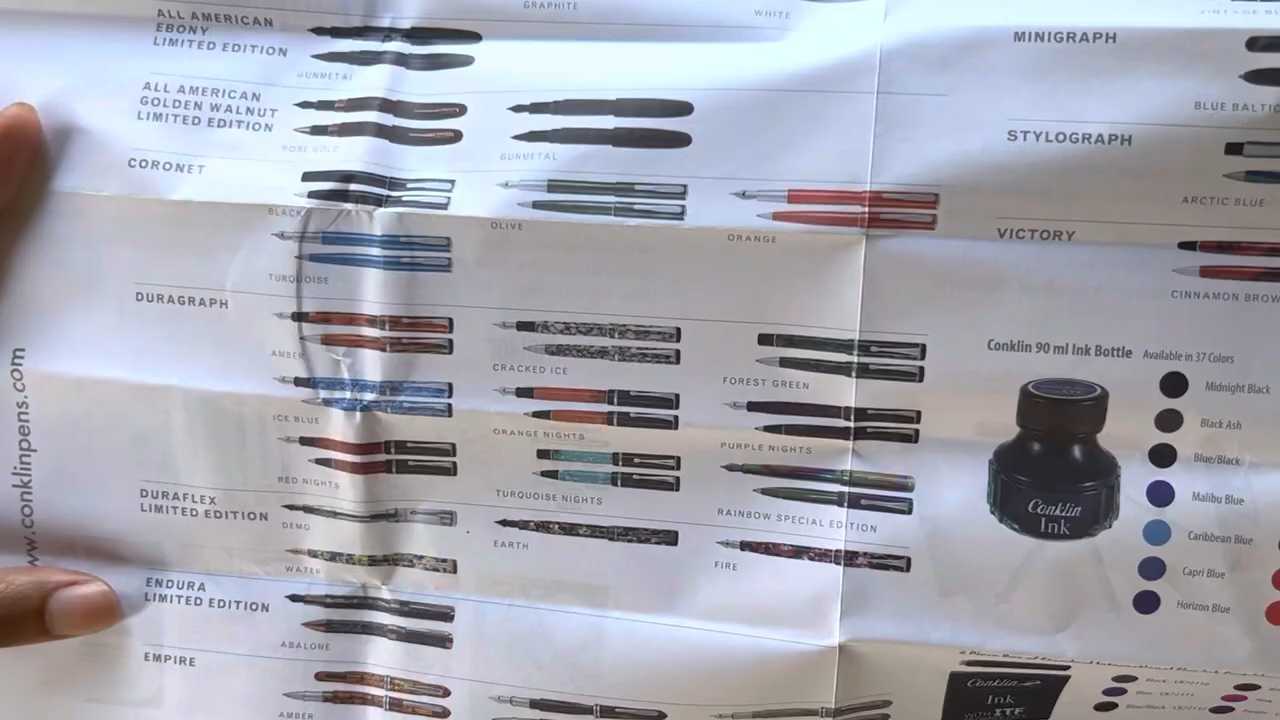 GRAPHITE
WHITE
ALL AMERICAN
EBONY
LIMITED EDITION
GUNMETAL
ALL AMERICAN
GOLDEN WALNUT
LIMITED EDITION
ROSE GOLD
GUNMETAL
CORONET
BLACK
OLIVE
ORANGE
TURQUOISE
DURAGRAPH
AMBER
CRACKED ICE
FOREST GREEN
ICE BLUE
ORANGE NIGHTS
PURPLE NIGHTS
RED NIGHTS
TURQUOISE NIGHTS
RAINBOW SPECIAL EDITION
DURAFLEX
LIMITED EDITION
DEMO
EARTH
FIRE
WATER
ENDURA
LIMITED EDITION
ABALONE
EMPIRE
AMBER
ww.conklinpens.com
MINIGRAPH
BLUE BALTIC
STYLOGRAPH
ARCTIC BLUE
VICTORY
CINNAMON BROW
Conklin 90 ml Ink Bottle Available in 37 Colors
Midnight Black
Black Ash
Blue/Black
Malibu Blue
Caribbean Blue
Capri Blue
Horizon Blue
Conklin
Ink
Conklin
Ink